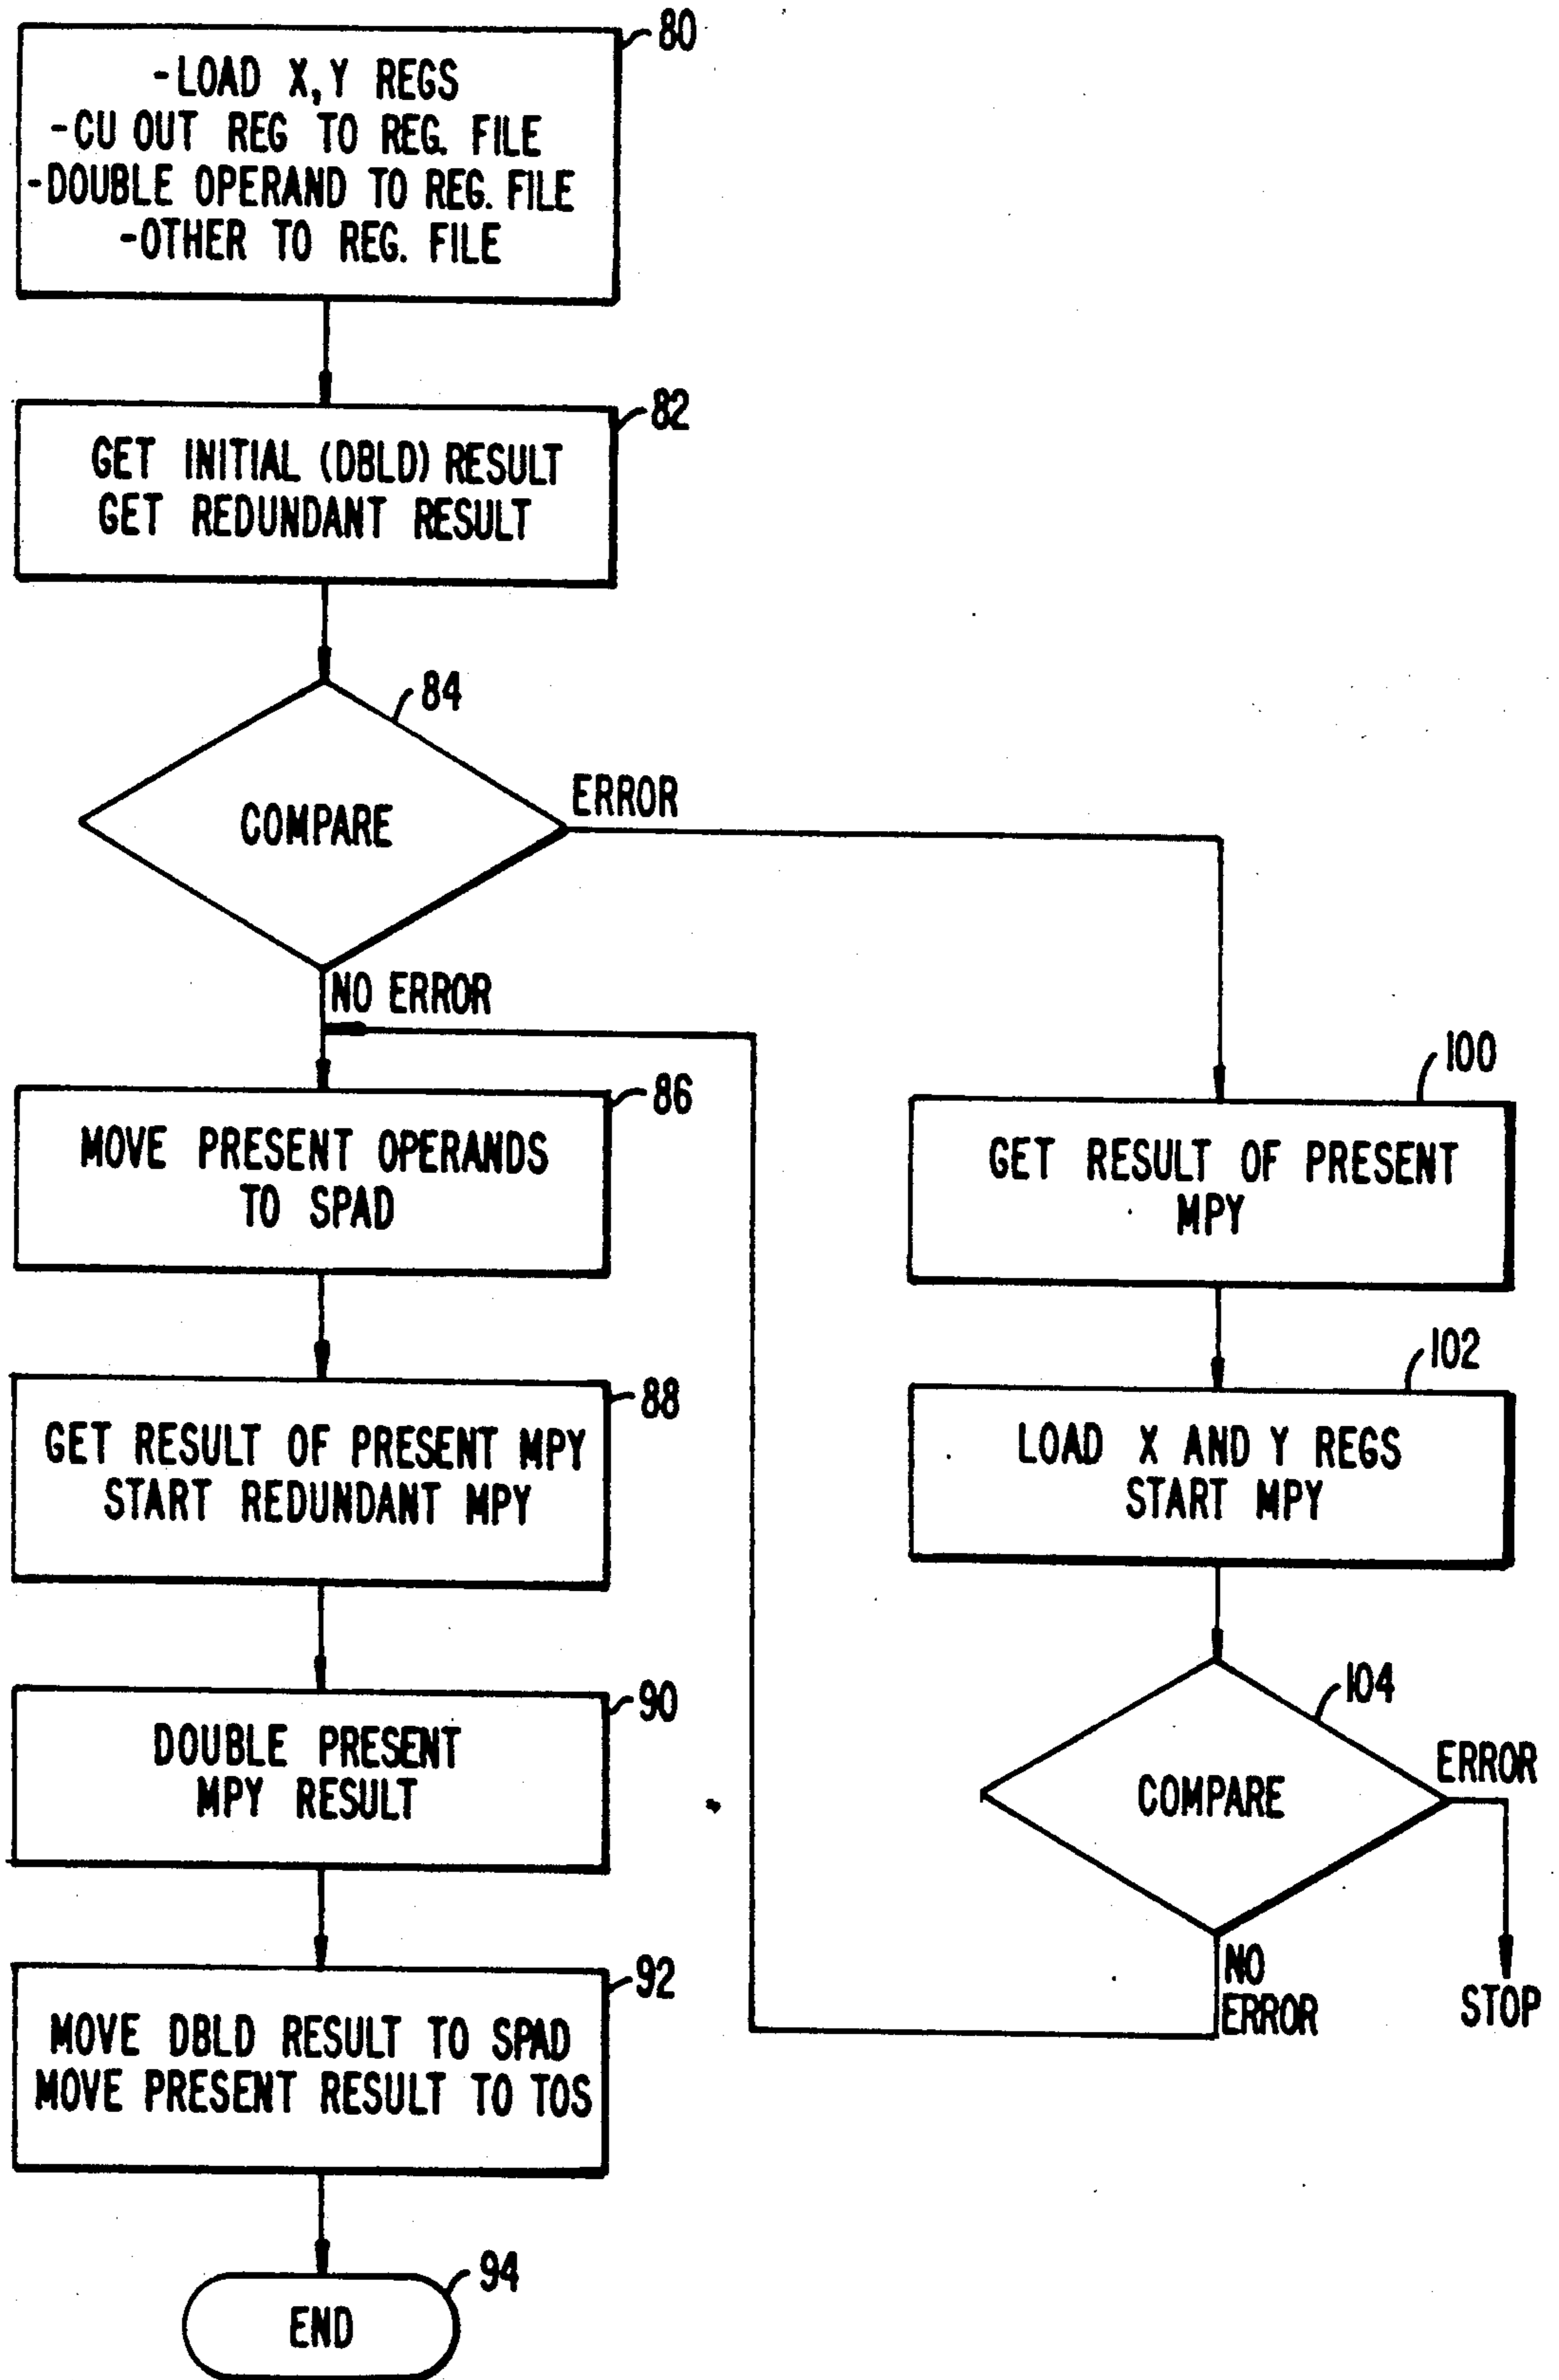 80
-LOAD X, Y REGS
-CU OUT REG TO REG. FILE
-DOUBLE OPERAND TO REG. FILE
-OTHER TO REG. FILE
82
GET INITIAL (DBLD) RESULT
GET REDUNDANT RESULT
84
COMPARE
ERROR
NO ERROR
86
MOVE PRESENT OPERANDS
TO SPAD
88
GET RESULT OF PRESENT MPY
START REDUNDANT MPY
90
DOUBLE PRESENT
MPY RESULT
92
MOVE DBLD RESULT TO SPAD
MOVE PRESENT RESULT TO TOS
94
END
100
GET RESULT OF PRESENT
MPY
102
LOAD X AND Y REGS
START MPY
104
COMPARE
ERROR
STOP
NO
ERROR